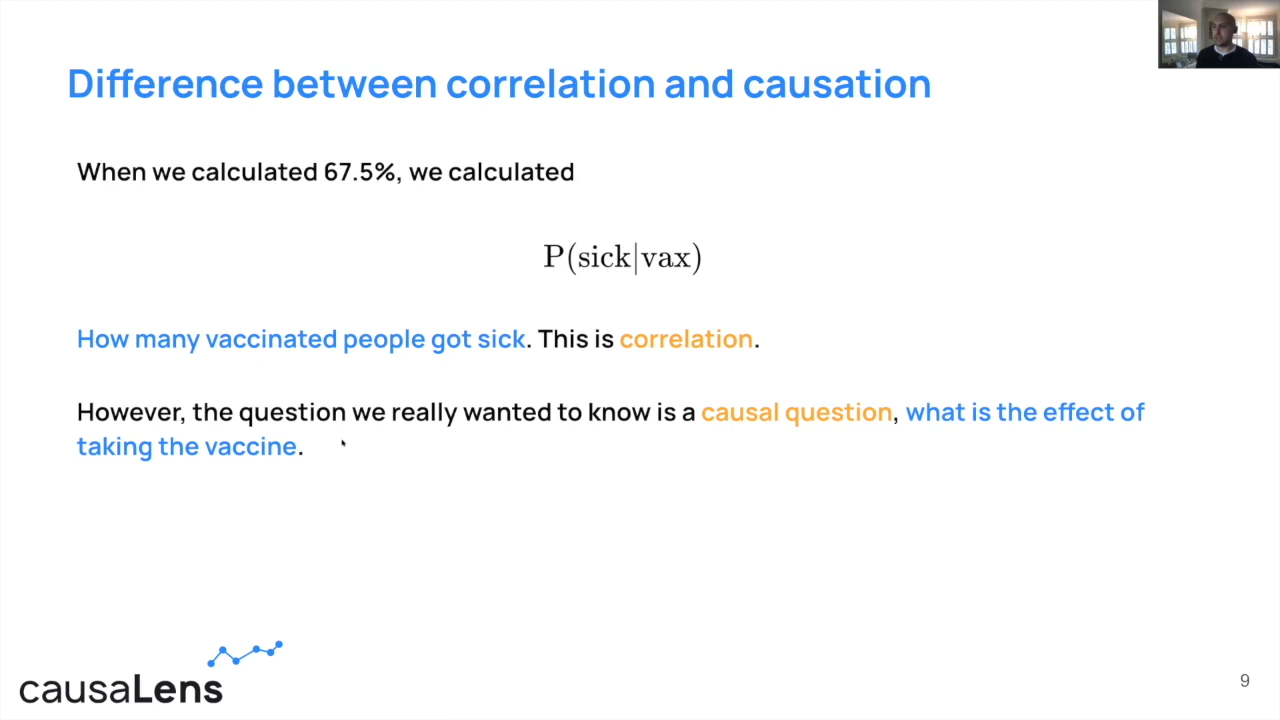 Difference between correlation and causation
When we calculated 67.5%, we calculated
P(sick|vax)
How many vaccinated people got sick. This is correlation.
However, the question we really wanted to know is a causal question, what is the effect of
taking the vaccine.
causaLens
9